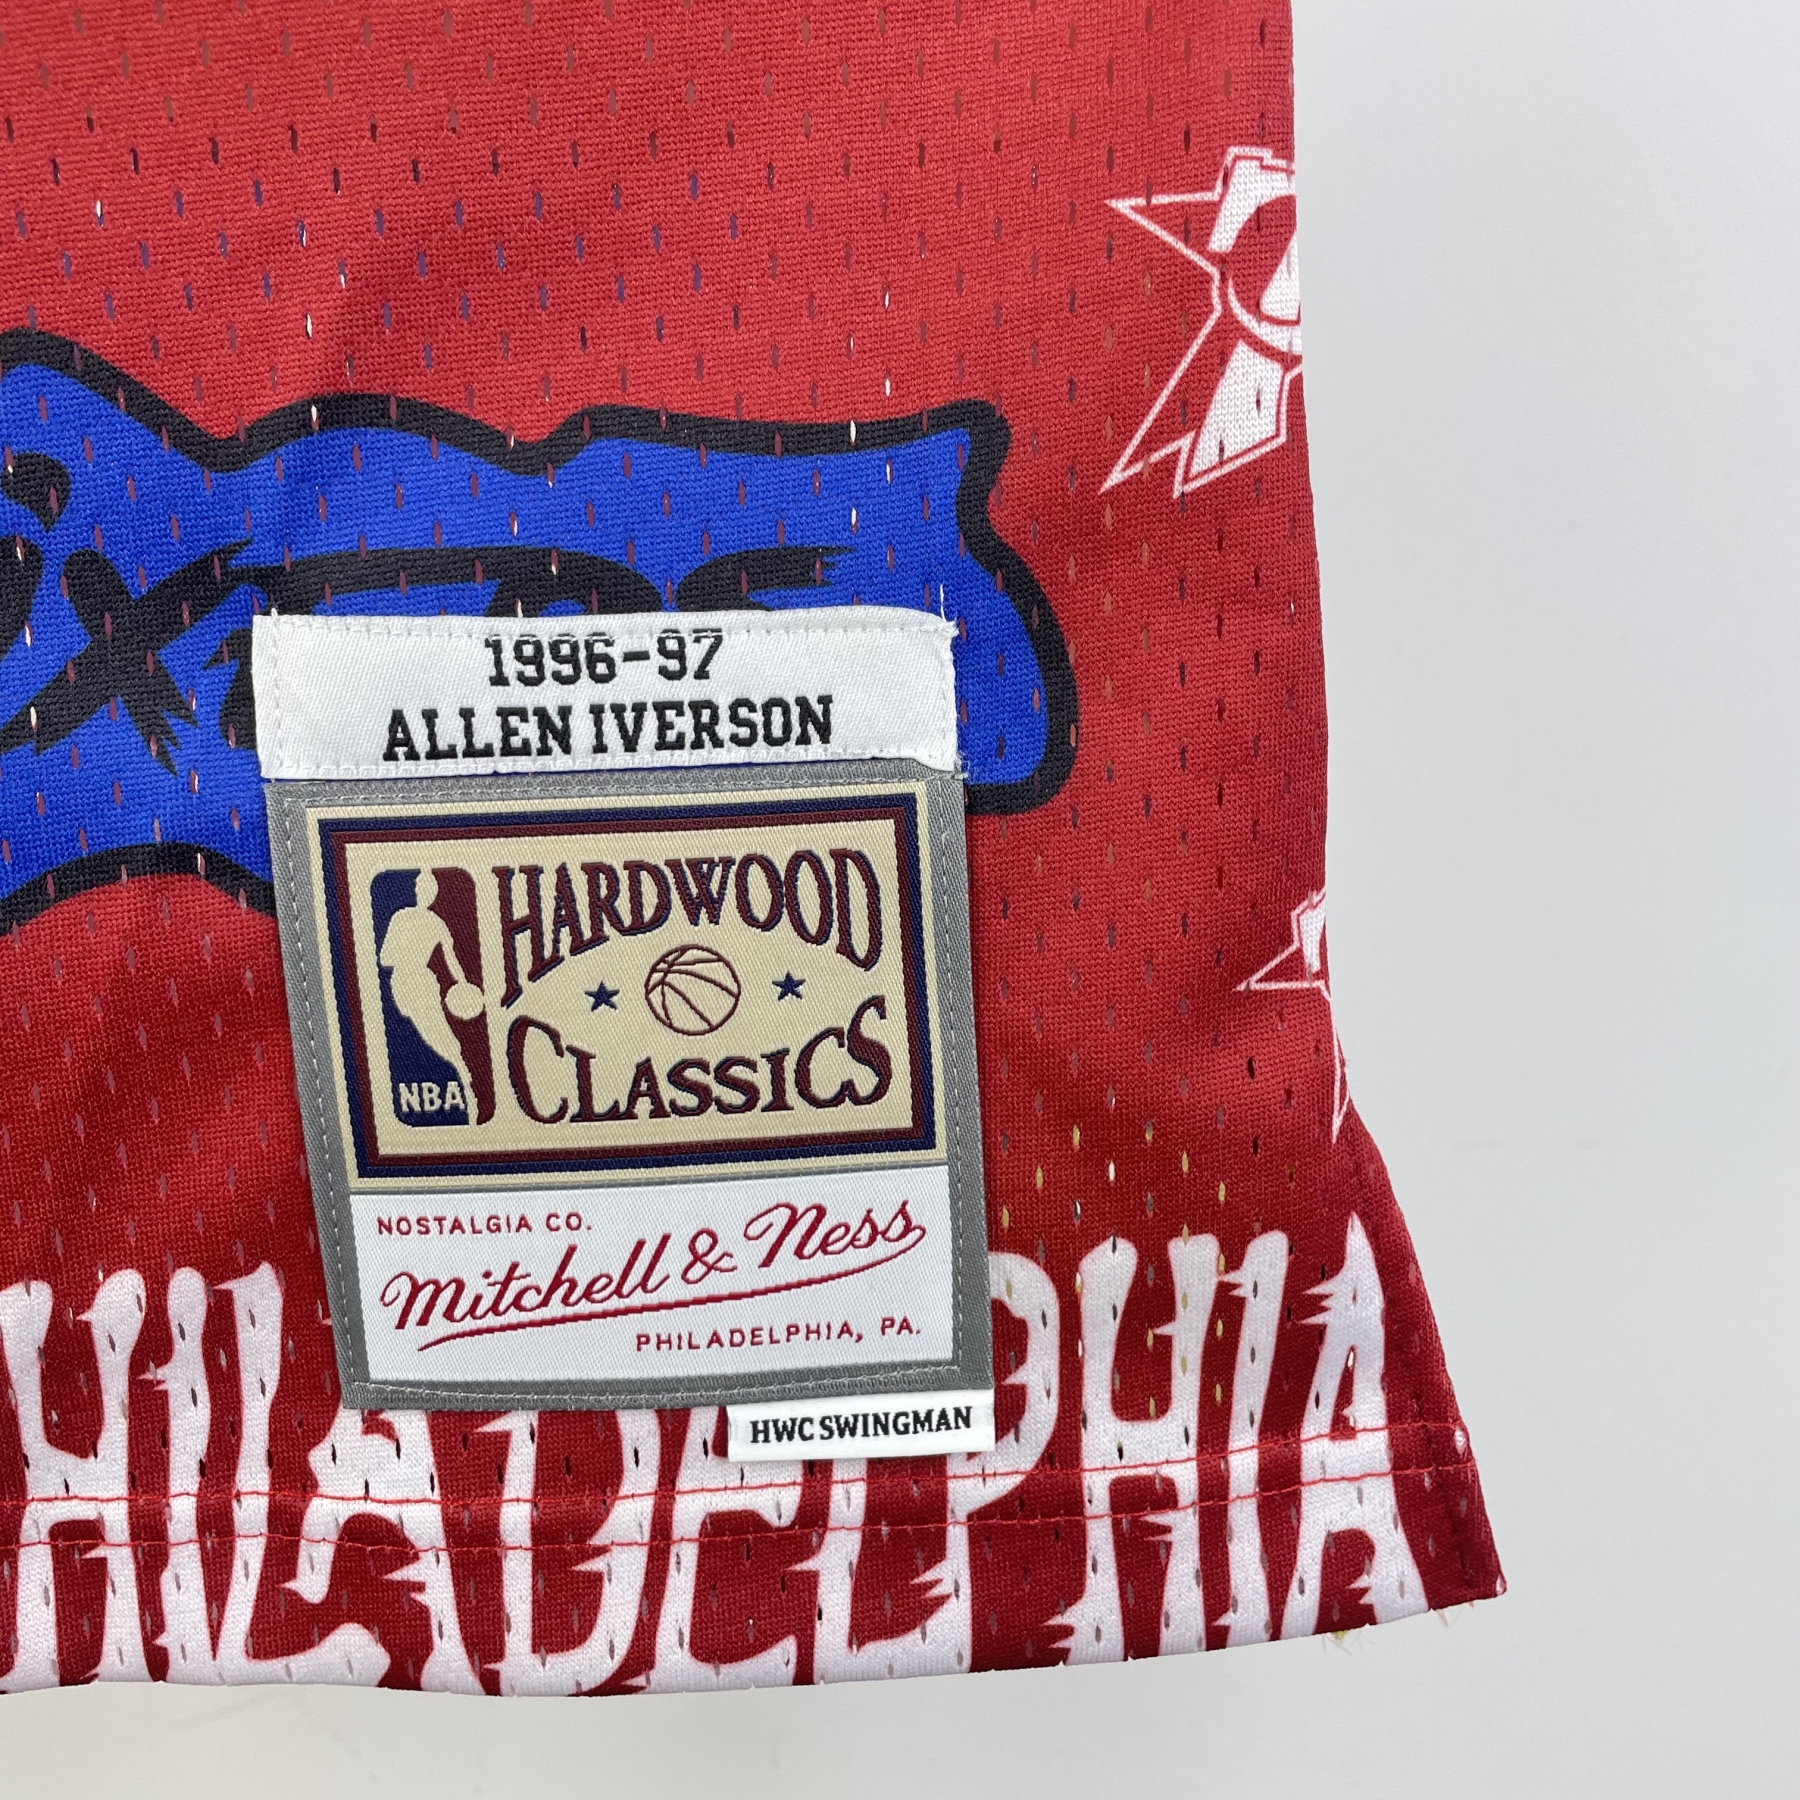 1996-97
ALLEN IVERSON
HARDWOOD
CLASSICS
NBA
NOSTALGIA CO.
Mitchell & Ness
PHILADELPHIA, PA.
HWC SWINGMAN
HILADELPHIA